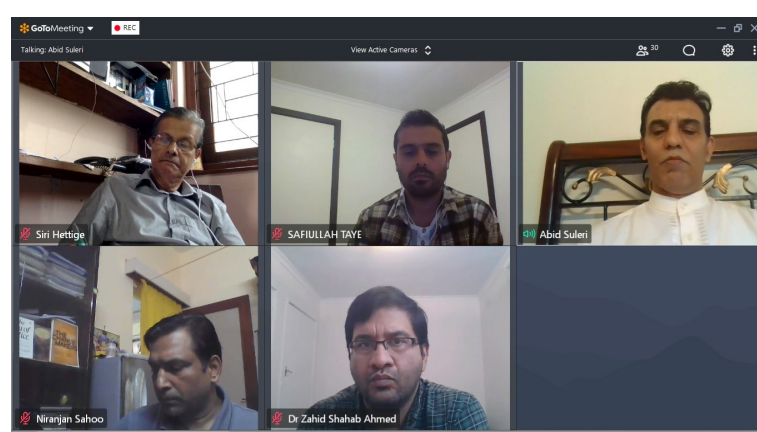 GoToMeeting
REC
Talking: Abid Suleri
View Active Cameras
30
Siri Hettige
SAFIULLAH TAYE
Abid Suleri
THE
Niranjan Sahoo
Dr Zahid Shahab Ahmed